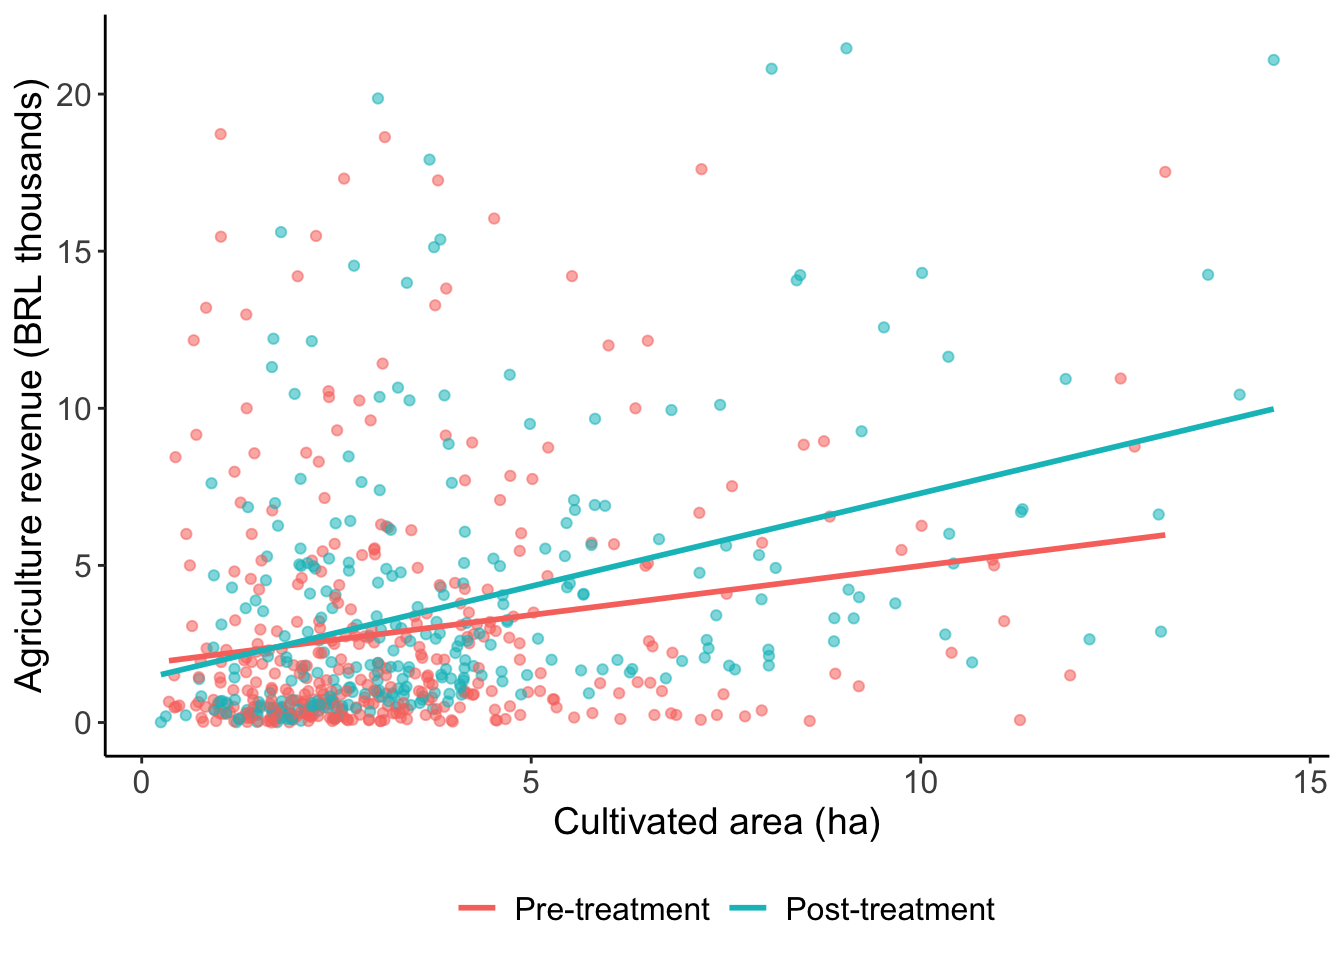 Agriculture revenue (BRL thousands)
20
15
10
5
0
0 5 10 15
Cultivated area (ha)
Pre-treatment Post-treatment